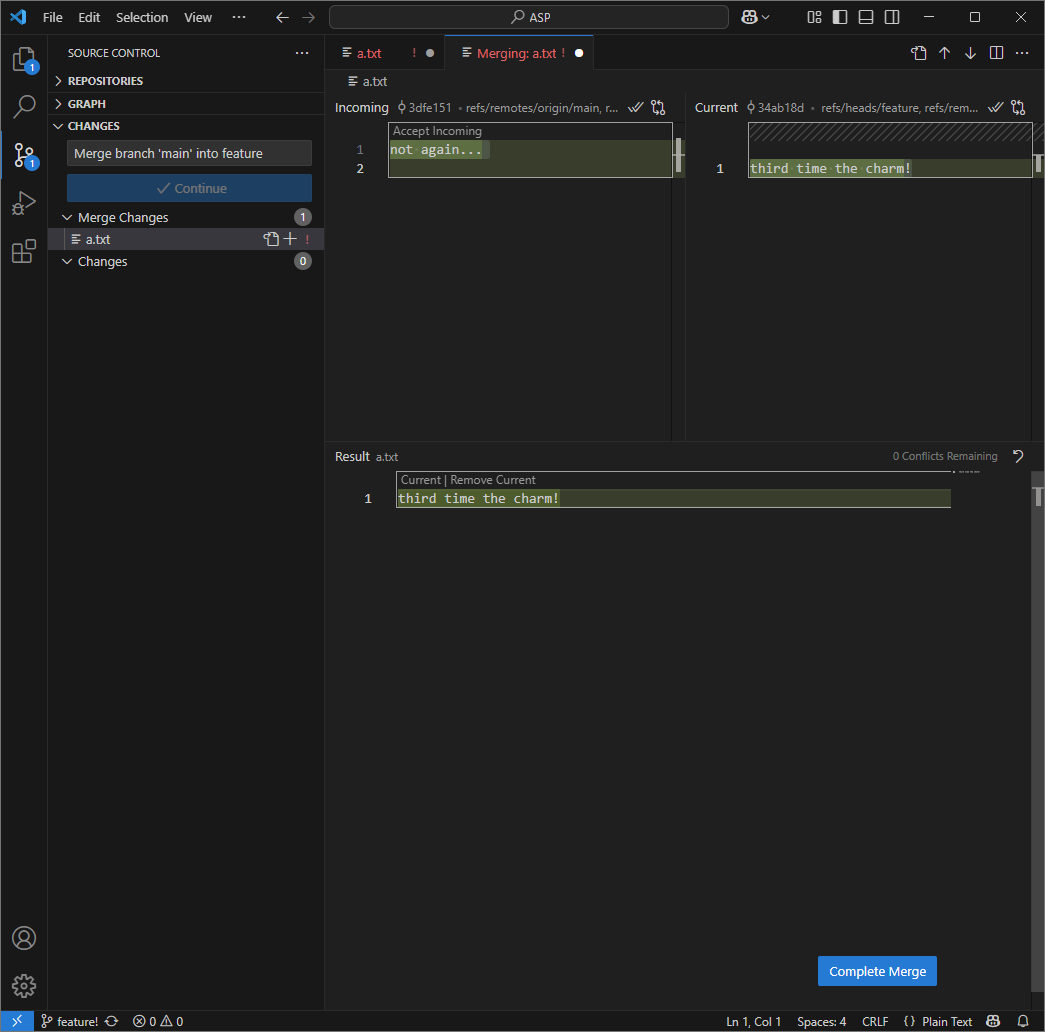 File Edit Selection View ··· ASP
SOURCE CONTROL ···
REPOSITORIES
GRAPH
CHANGES
Merge branch 'main' into feature
Continue
Merge Changes 1
a.txt !
Changes 0
1
1
a.txt ! Merging: a.txt !
a.txt
Incoming 3dfe151 • refs/remotes/origin/main, r...
Accept Incoming
1 not·again...
2
Current 34ab18d • refs/heads/feature, refs/rem...
1 third·time·the·charm!
Result a.txt 0 Conflicts Remaining
Current | Remove Current
1 third time the charm!
Complete Merge
feature! 0 0 Ln 1, Col 1 Spaces: 4 CRLF {} Plain Text